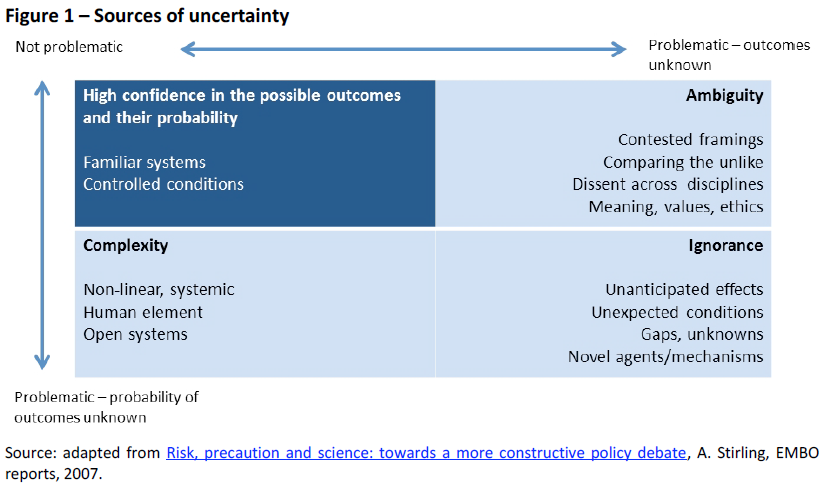 Figure 1 – Sources of uncertainty
Not problematic
Problematic – outcomes
unknown
High confidence in the possible outcomes
and their probability
Familiar systems
Controlled conditions
Ambiguity
Contested framings
Comparing the unlike
Dissent across disciplines
Meaning, values, ethics
Complexity
Non-linear, systemic
Human element
Open systems
Ignorance
Unanticipated effects
Unexpected conditions
Gaps, unknowns
Novel agents/mechanisms
Problematic – probability of
outcomes unknown
Source: adapted from Risk, precaution and science: towards a more constructive policy debate, A. Stirling, EMBO
reports, 2007.